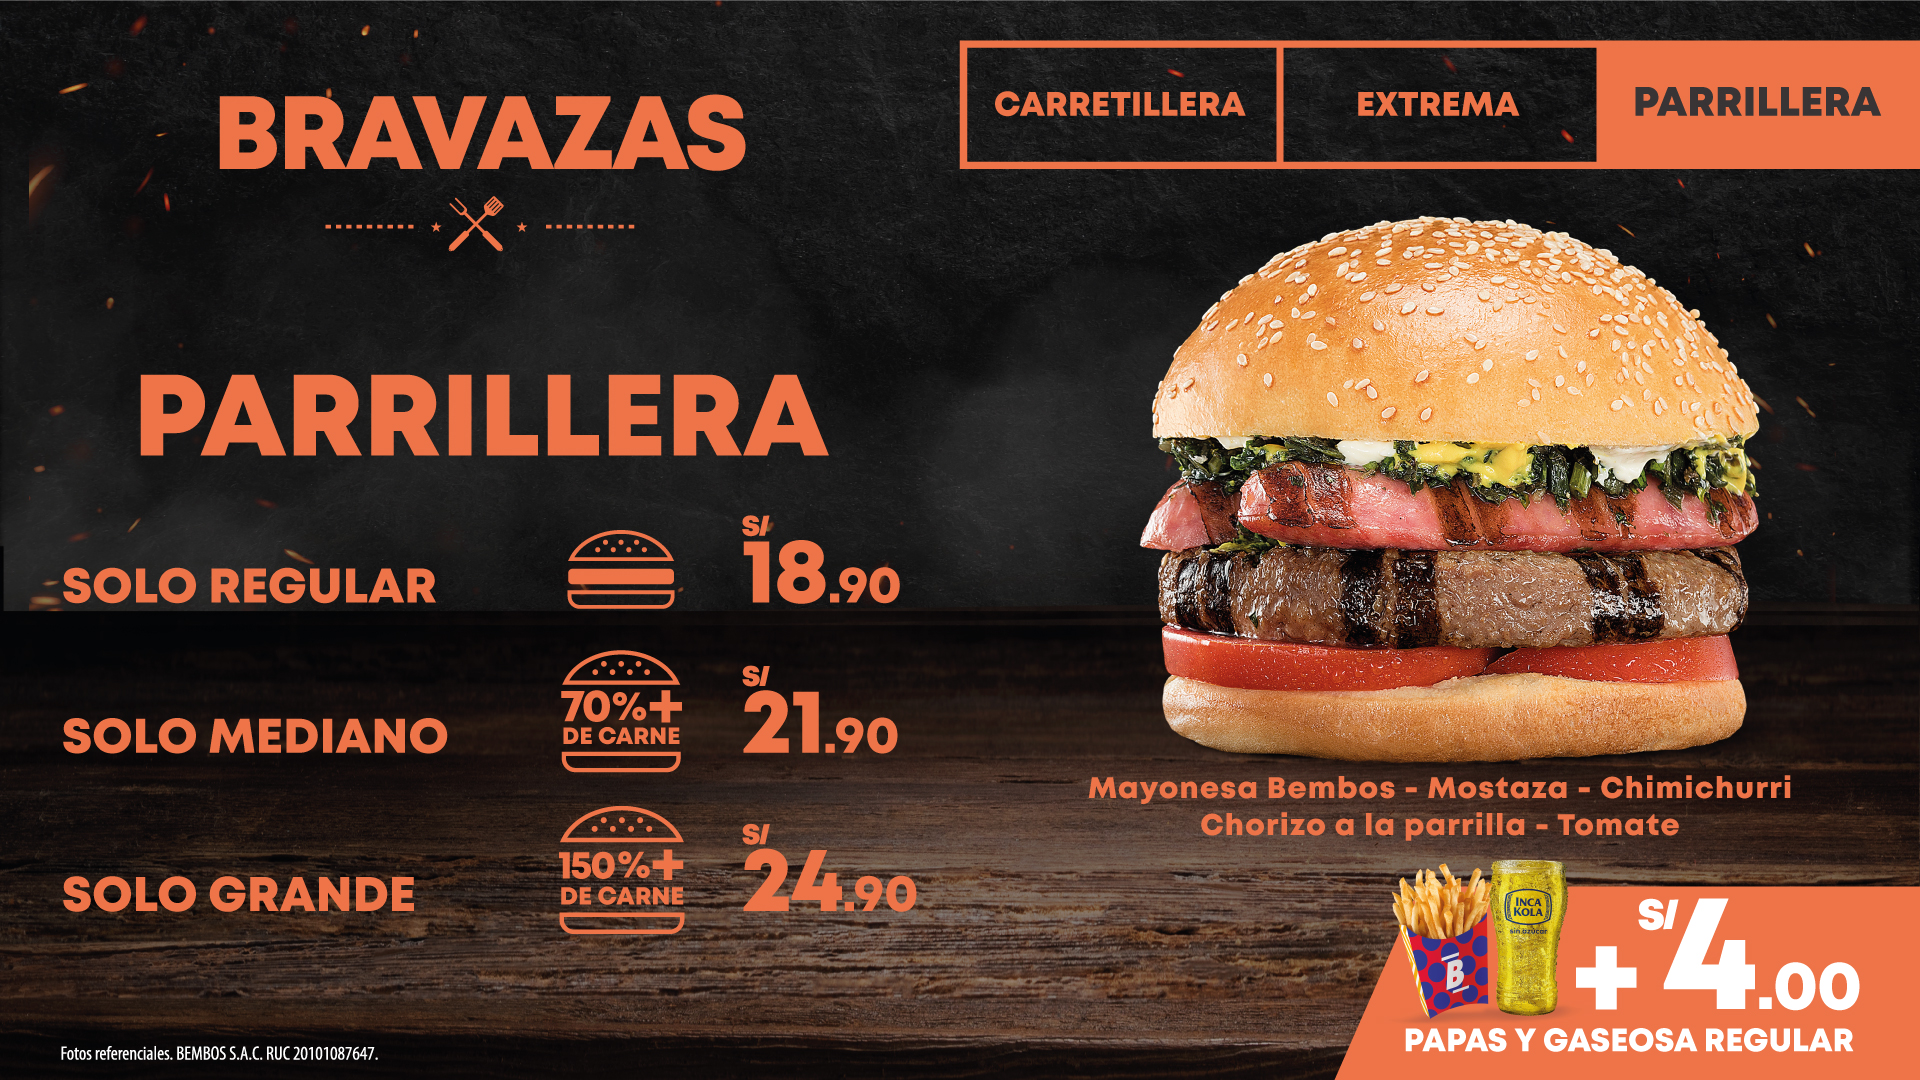 BRAVAZAS
CARRETILLERA
EXTREMA
PARRILLERA
PARRILLERA
SOLO REGULAR
S/
18.90
SOLO MEDIANO
70%+
DE CARNE
S/
21.90
SOLO GRANDE
150%+
DE CARNE
S/
24.90
Mayonesa Bembos - Mostaza - Chimichurri
Chorizo a la parrilla - Tomate
INCA
KOLA
sin azúcar
B
+ S/4.00
PAPAS Y GASEOSA REGULAR
Fotos referenciales. BEMBOS S.A.C. RUC 20101087647.